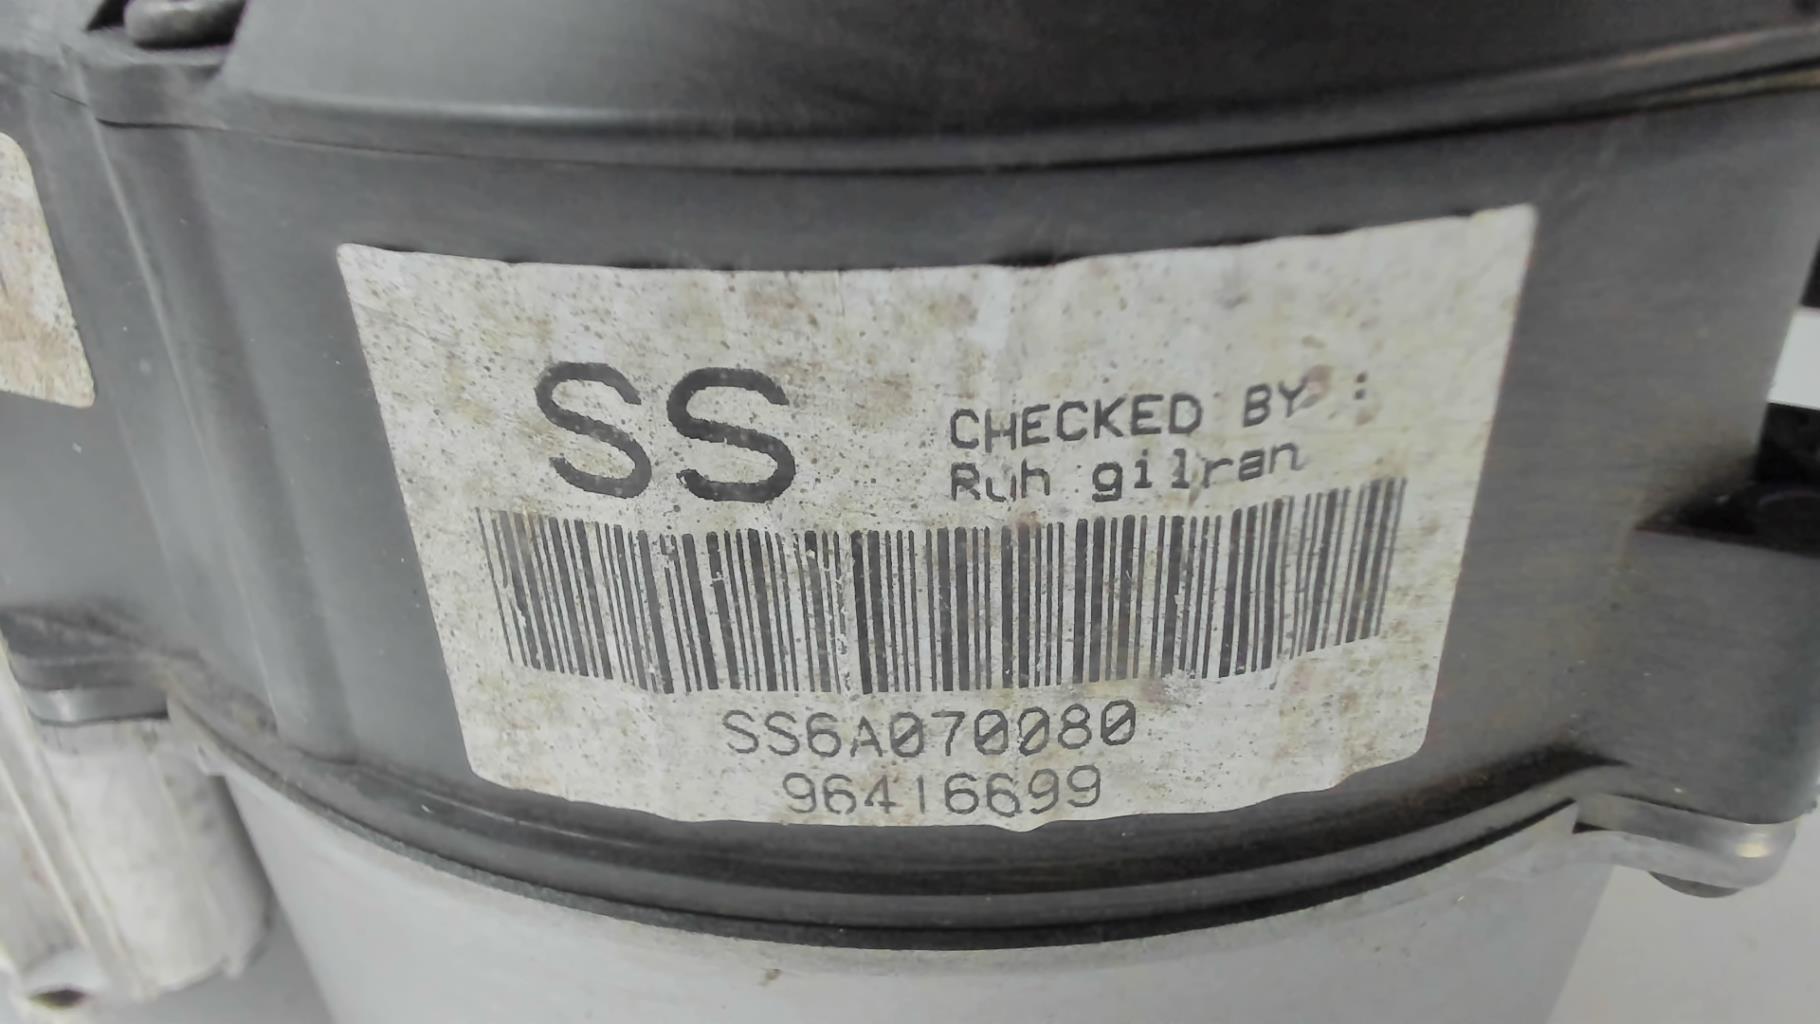 SS
CHECKED BY :
Ruh gilran
SS6A070080
96416699